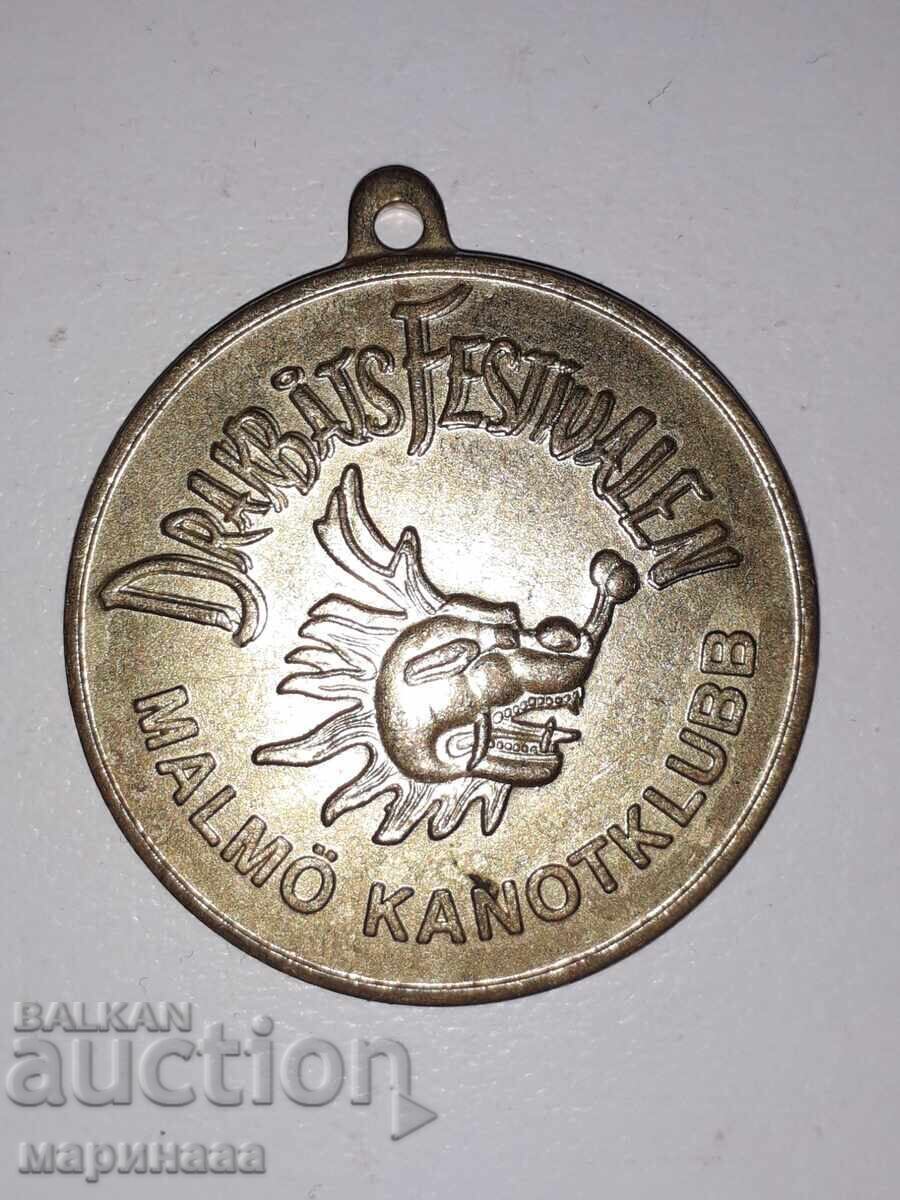 DRAKBÅTSFESTIVALEN
MALMÖ KANOTKLUBB
BALKAN
auction
маринааа